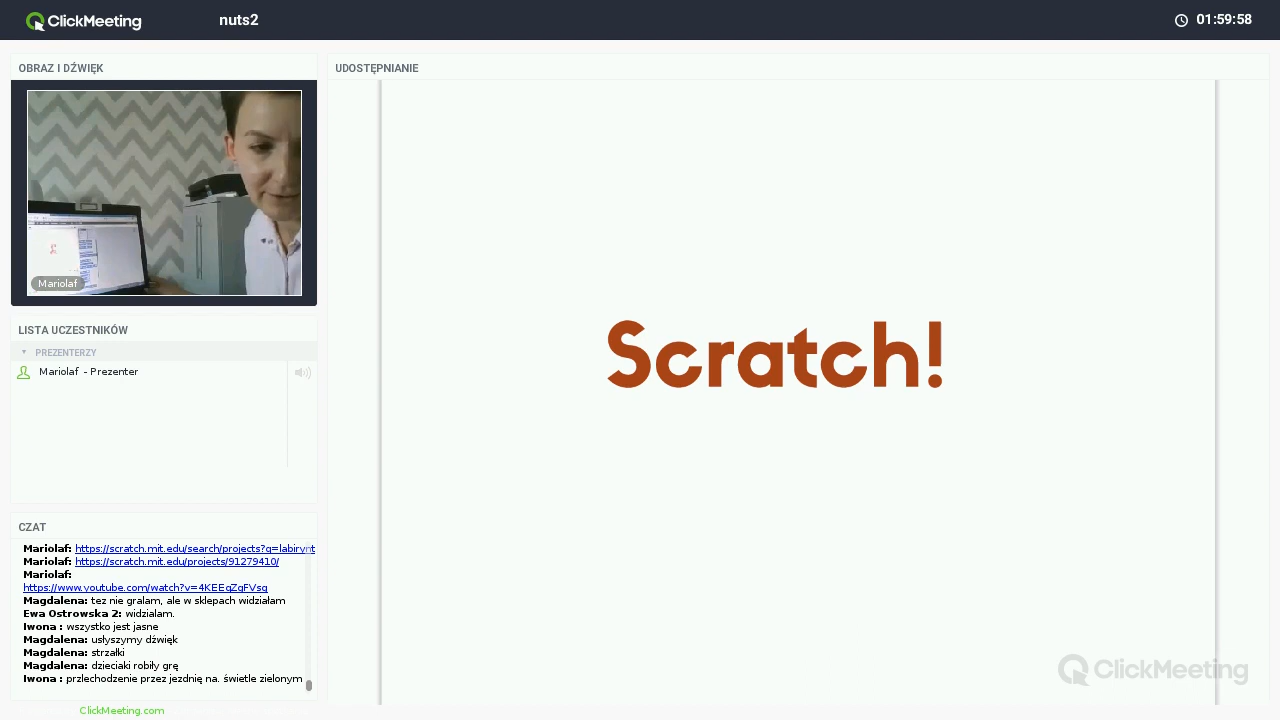 ClickMeeting
nuts2
01:59:58
OBRAZ I DŹWIĘK
UDOSTĘPNIANIE
Mariolaf
LISTA UCZESTNIKÓW
PREZENTERZY
Mariolaf - Prezenter
Scratch!
CZAT
Mariolaf: https://scratch.mit.edu/search/projects?q=labirynt
Mariolaf: https://scratch.mit.edu/projects/91279410/
Mariolaf:
https://www.youtube.com/watch?v=4KEEqZqFVsg
Magdalena: tez nie gralam, ale w sklepach widziałam
Ewa Ostrowska 2: widzialam.
Iwona : wszystko jest jasne
Magdalena: usłyszymy dźwięk
Magdalena: strzałki
Magdalena: dzieciaki robiły grę
Iwona : przlechodzenie przez jezdnię na. świetle zielonym
ClickMeeting
ClickMeeting.com